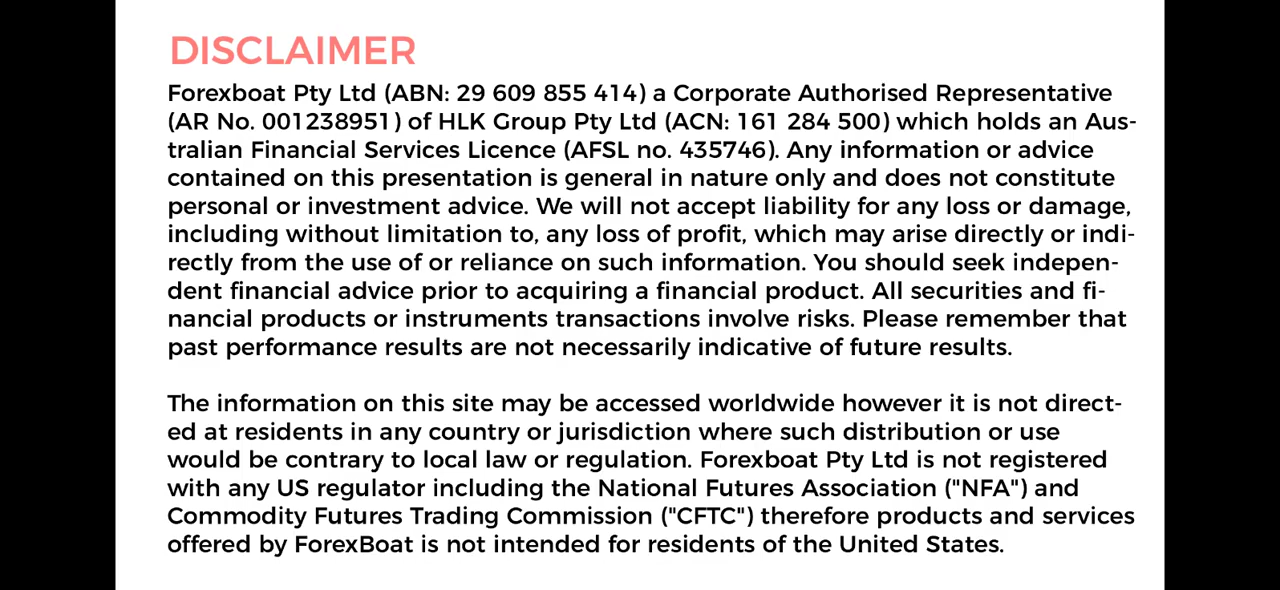 DISCLAIMER
Forexboat Pty Ltd (ABN: 29 609 855 414) a Corporate Authorised Representative
(AR No. 001238951) of HLK Group Pty Ltd (ACN: 161 284 500) which holds an Aus-
tralian Financial Services Licence (AFSL no. 435746). Any information or advice
contained on this presentation is general in nature only and does not constitute
personal or investment advice. We will not accept liability for any loss or damage,
including without limitation to, any loss of profit, which may arise directly or indi-
rectly from the use of or reliance on such information. You should seek indepen-
dent financial advice prior to acquiring a financial product. All securities and fi-
nancial products or instruments transactions involve risks. Please remember that
past performance results are not necessarily indicative of future results.
The information on this site may be accessed worldwide however it is not direct-
ed at residents in any country or jurisdiction where such distribution or use
would be contrary to local law or regulation. Forexboat Pty Ltd is not registered
with any US regulator including the National Futures Association ("NFA") and
Commodity Futures Trading Commission ("CFTC") therefore products and services
offered by ForexBoat is not intended for residents of the United States.